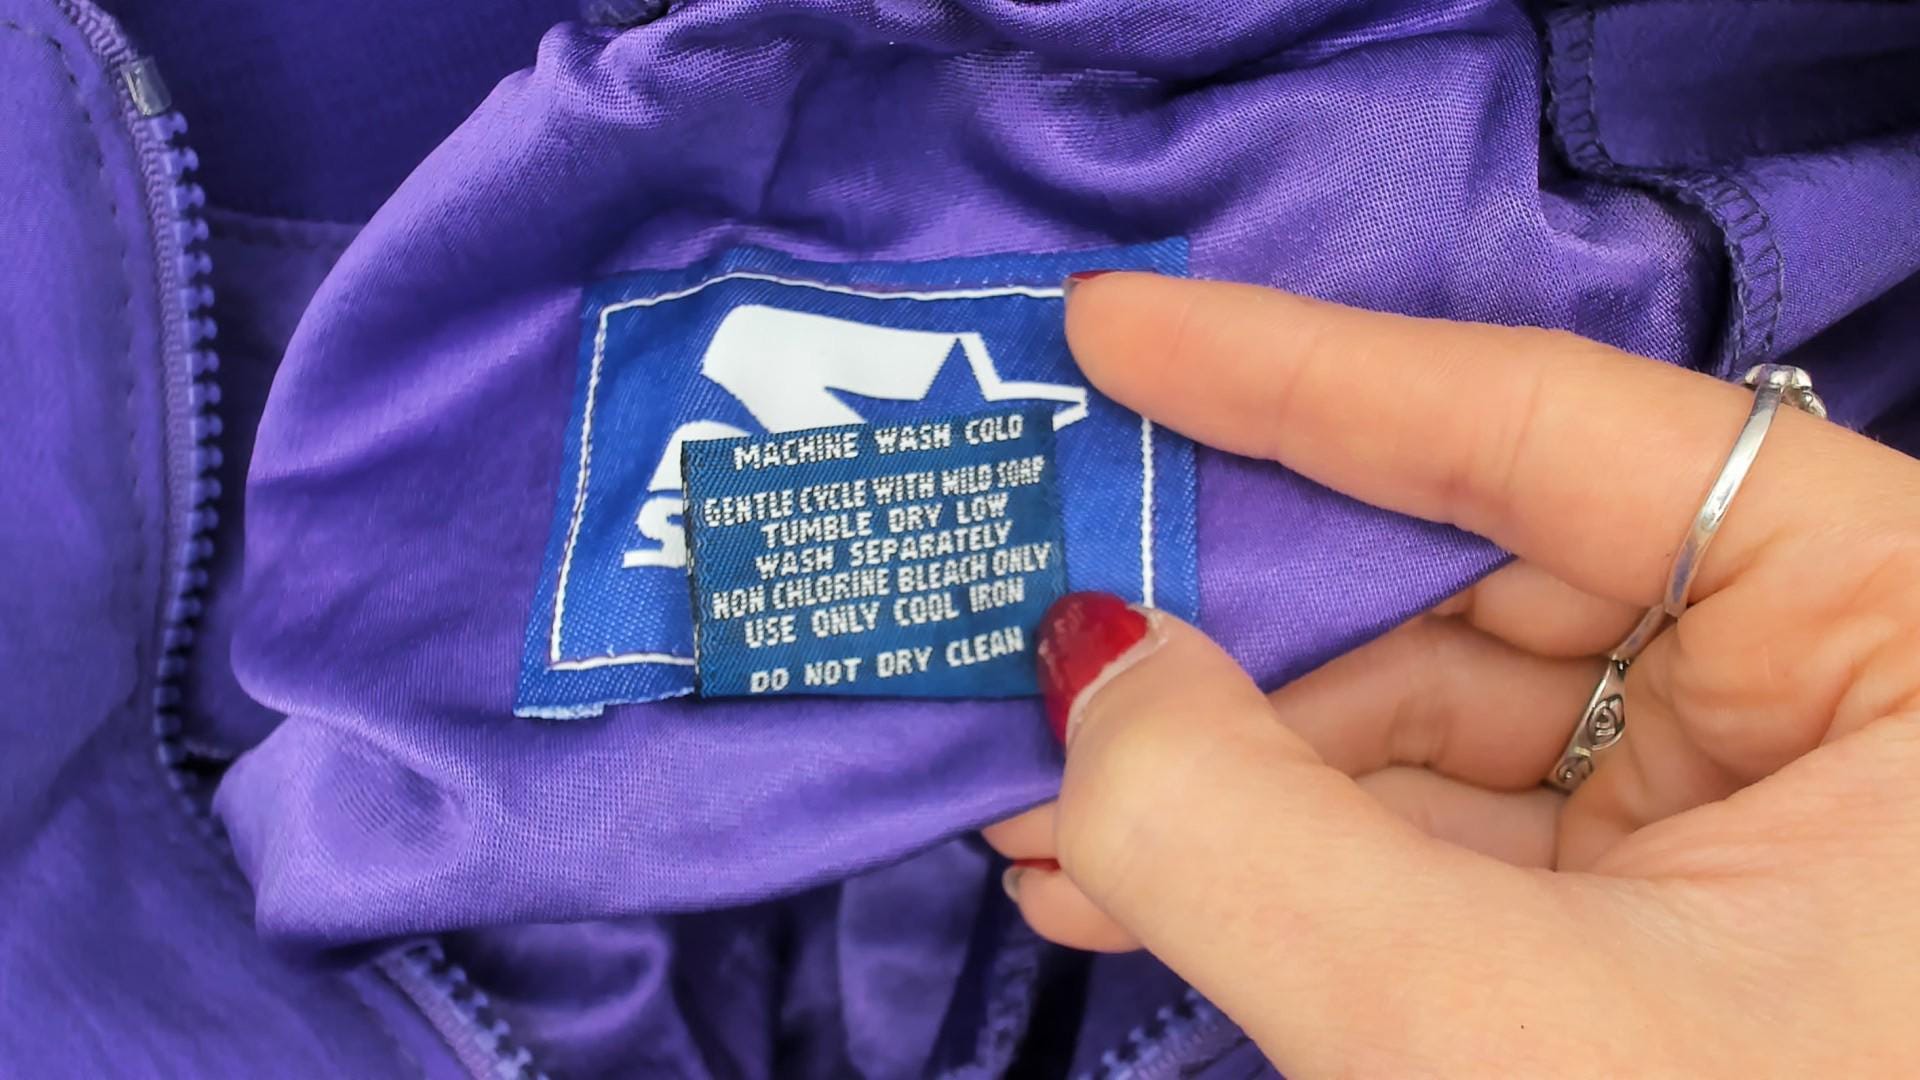 S
MACHINE WASH COLD
GENTLE CYCLE WITH MILD SOAP
TUMBLE DRY LOW
WASH SEPARATELY
NON CHLORINE BLEACH ONLY
USE ONLY COOL IRON
DO NOT DRY CLEAN